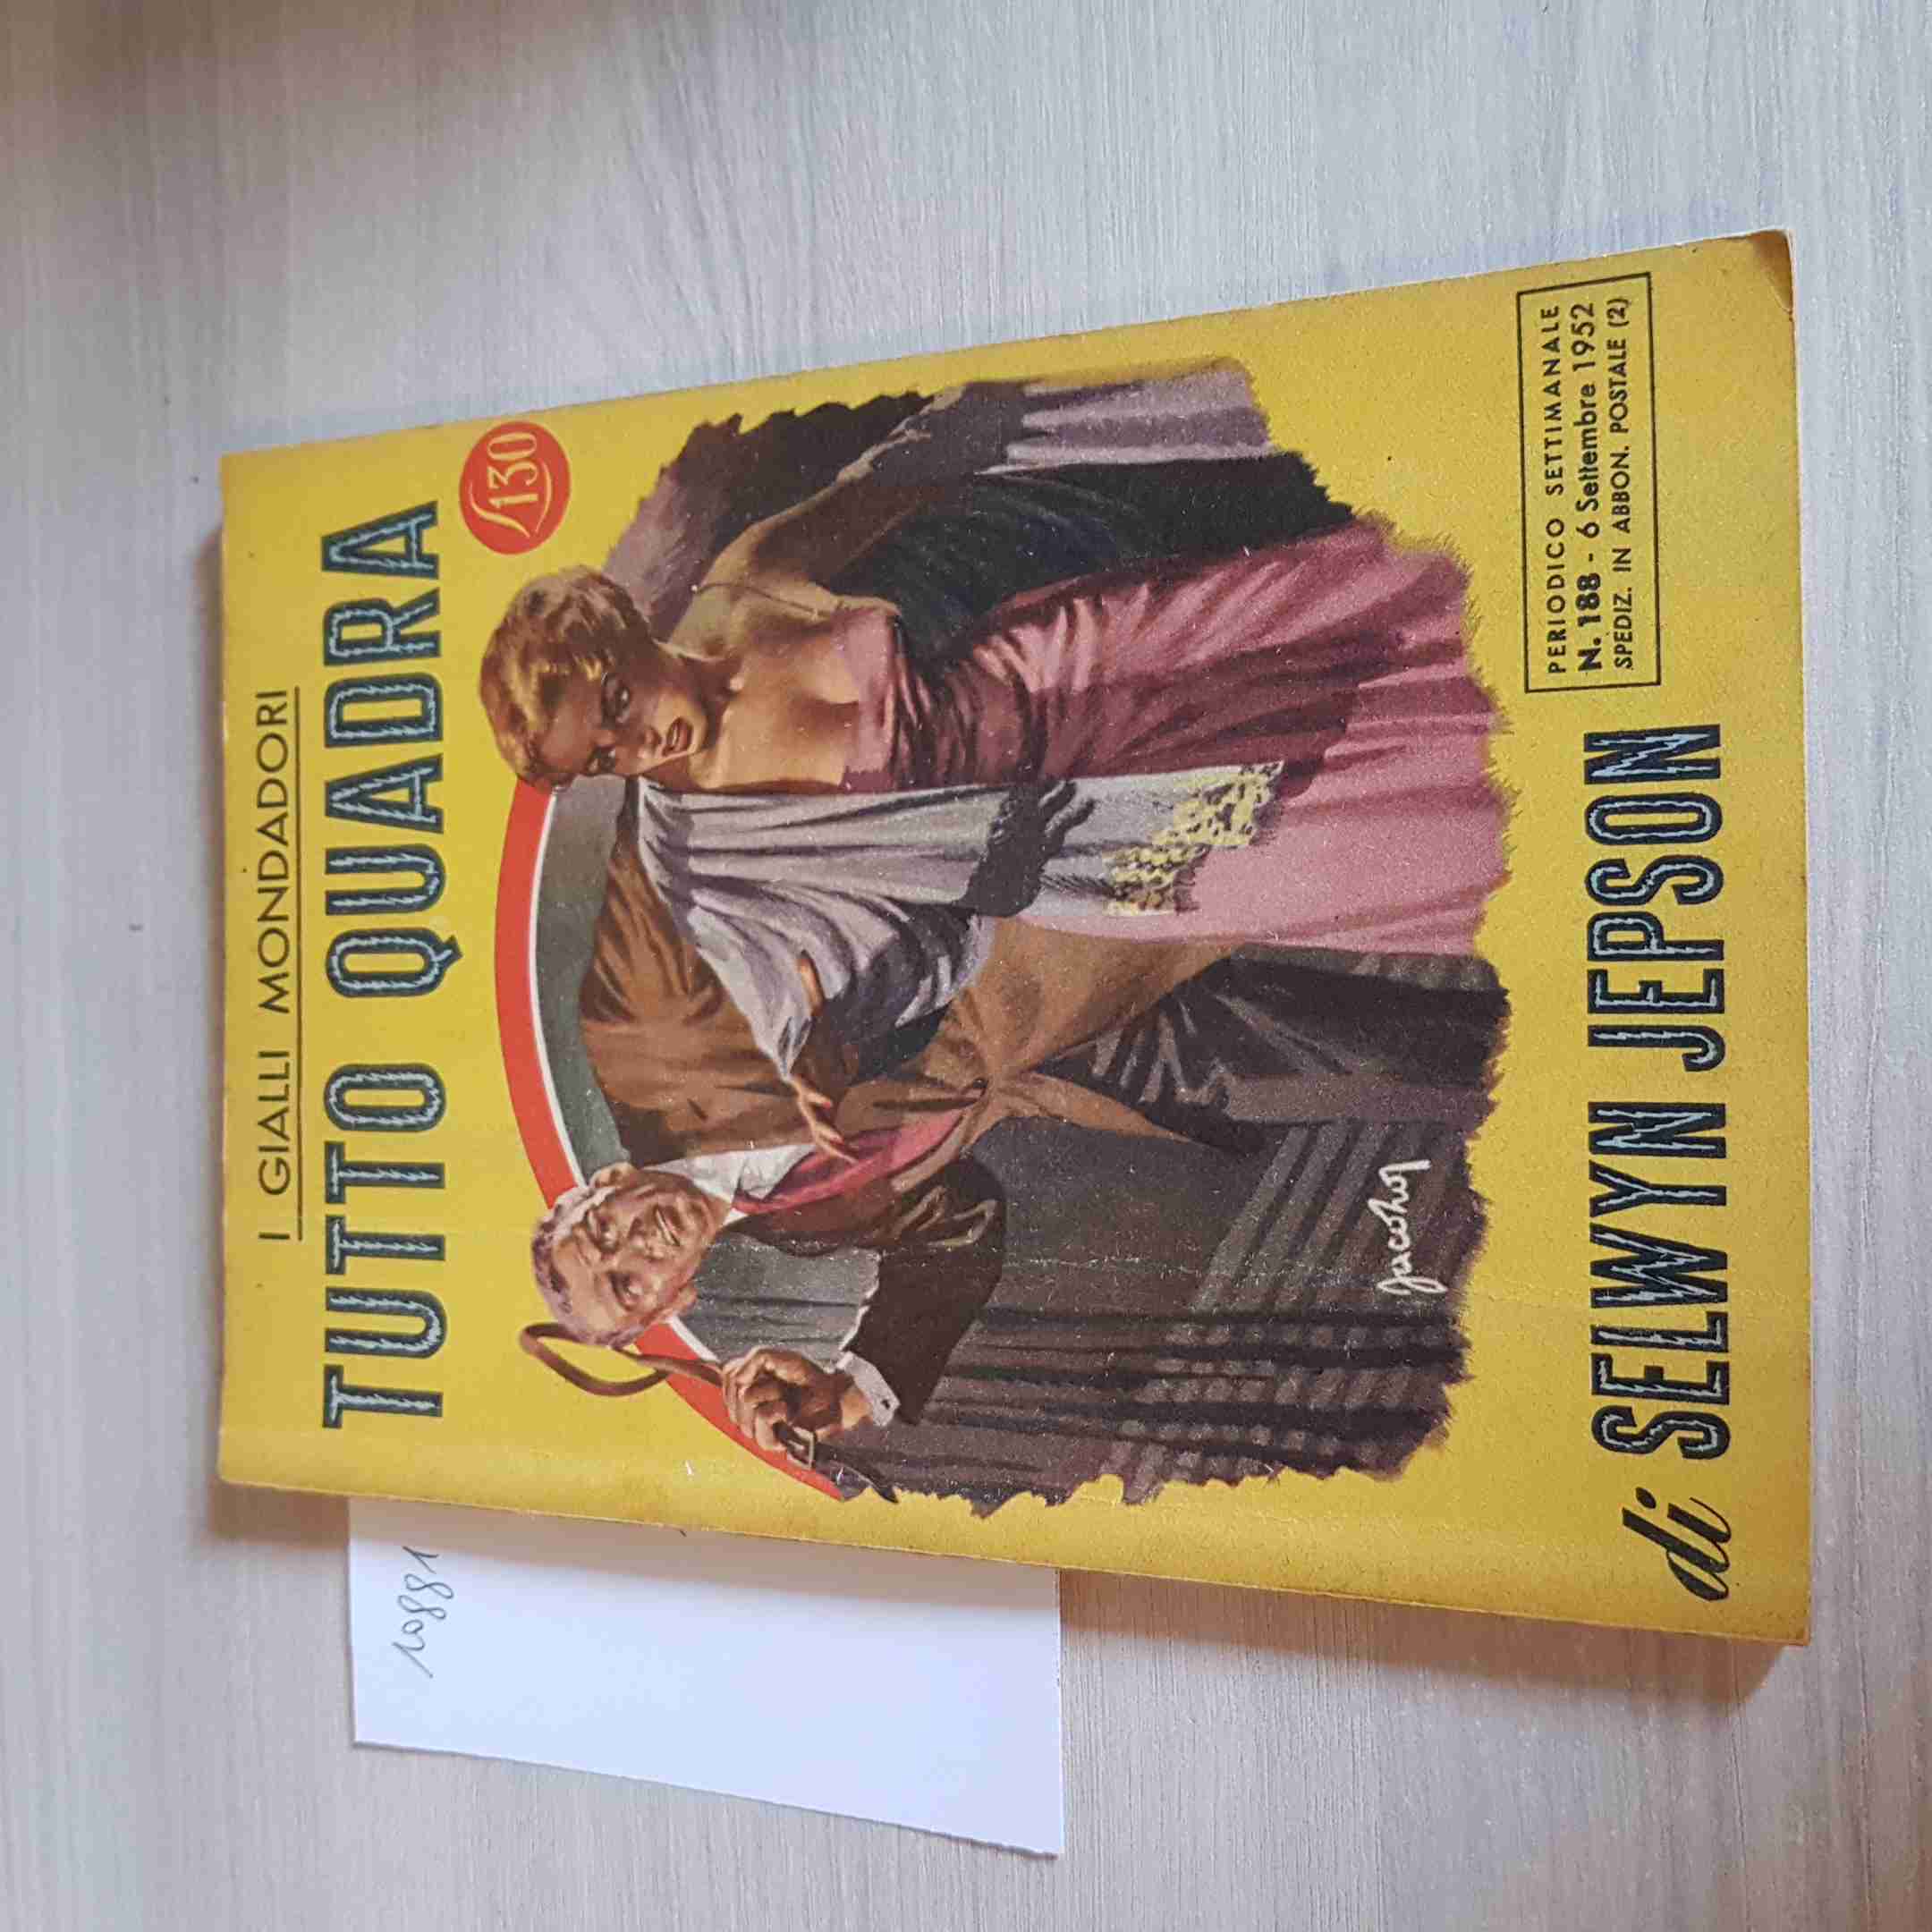 I GIALLI MONDADORI
TUTTO QUADRA
L130
Jacono
di SELWYN JEPSON
PERIODICO SETTIMANALE
N. 188 - 6 Settembre 1952
SPEDIZ. IN ABBON. POSTALE (2)
10881